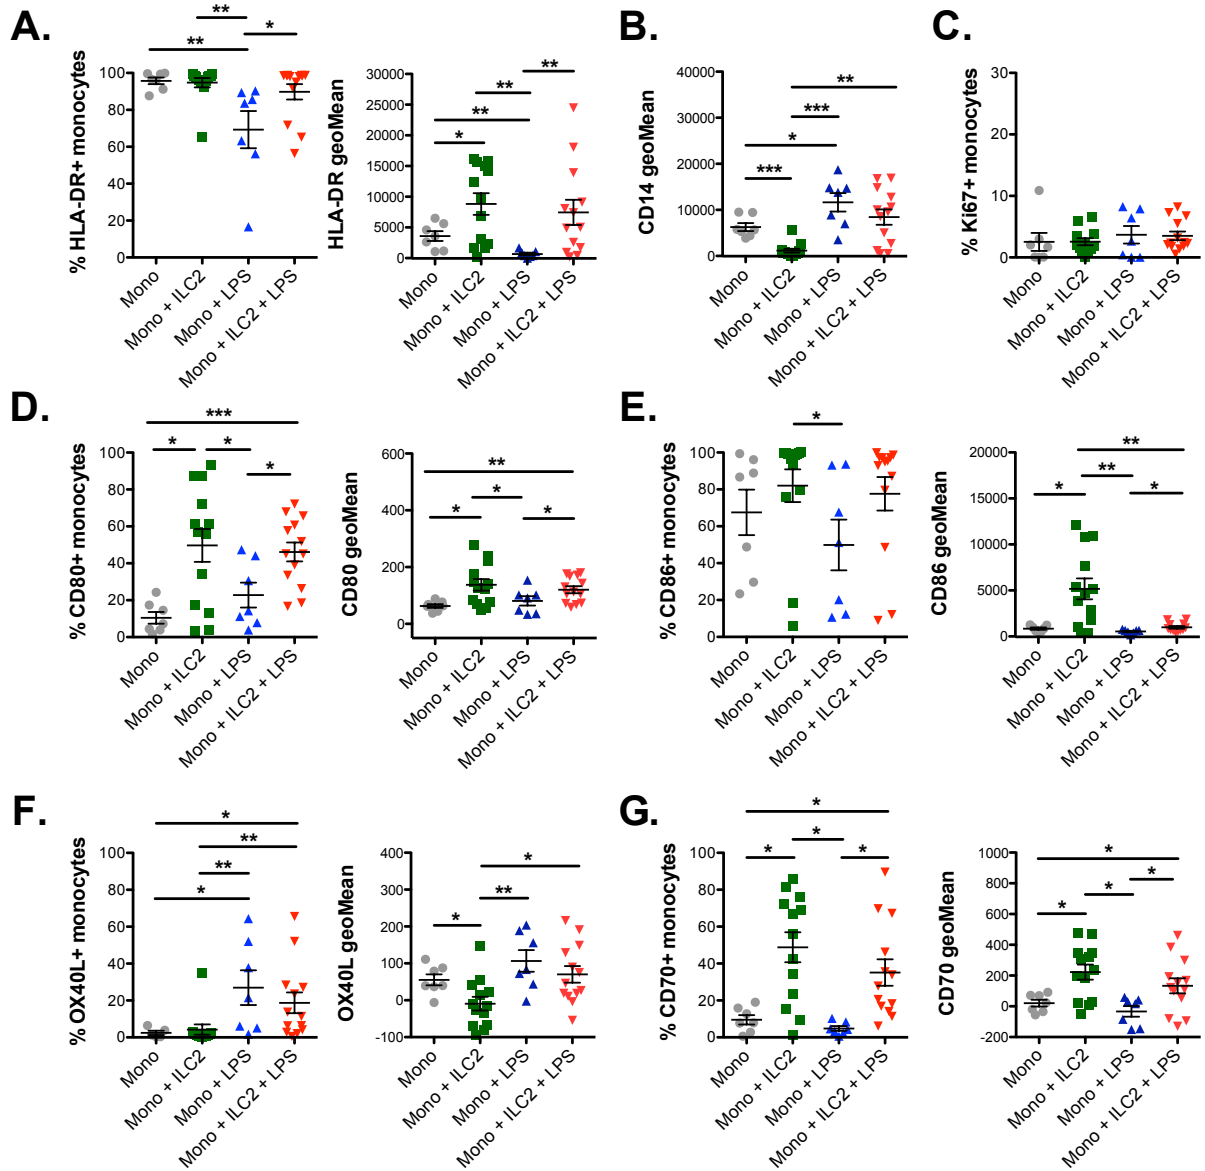 A.
B.
C.
** *
**
% HLA-DR+ monocytes
100
80
60
40
20
0
Mono
Mono + ILC2
Mono + LPS
Mono + ILC2 + LPS
**
**
**
*
HLA-DR geoMean
30000
25000
20000
15000
10000
5000
0
Mono
Mono + ILC2
Mono + LPS
Mono + ILC2 + LPS
**
***
*
***
CD14 geoMean
40000
30000
20000
10000
0
Mono
Mono + ILC2
Mono + LPS
Mono + ILC2 + LPS
% Ki67+ monocytes
30
20
10
0
Mono
Mono + ILC2
Mono + LPS
Mono + ILC2 + LPS
D.
E.
***
* *
*
% CD80+ monocytes
100
80
60
40
20
0
Mono
Mono + ILC2
Mono + LPS
Mono + ILC2 + LPS
**
*
* *
CD80 geoMean
600
400
200
0
Mono
Mono + ILC2
Mono + LPS
Mono + ILC2 + LPS
*
% CD86+ monocytes
100
80
60
40
20
0
Mono
Mono + ILC2
Mono + LPS
Mono + ILC2 + LPS
**
**
* *
CD86 geoMean
20000
15000
10000
5000
0
Mono
Mono + ILC2
Mono + LPS
Mono + ILC2 + LPS
F.
G.
*
**
**
*
% OX40L+ monocytes
100
80
60
40
20
0
Mono
Mono + ILC2
Mono + LPS
Mono + ILC2 + LPS
*
**
*
OX40L geoMean
400
300
200
100
0
-100
Mono
Mono + ILC2
Mono + LPS
Mono + ILC2 + LPS
*
*
* *
% CD70+ monocytes
100
80
60
40
20
0
Mono
Mono + ILC2
Mono + LPS
Mono + ILC2 + LPS
*
*
*
*
CD70 geoMean
1000
800
600
400
200
0
-200
Mono
Mono + ILC2
Mono + LPS
Mono + ILC2 + LPS